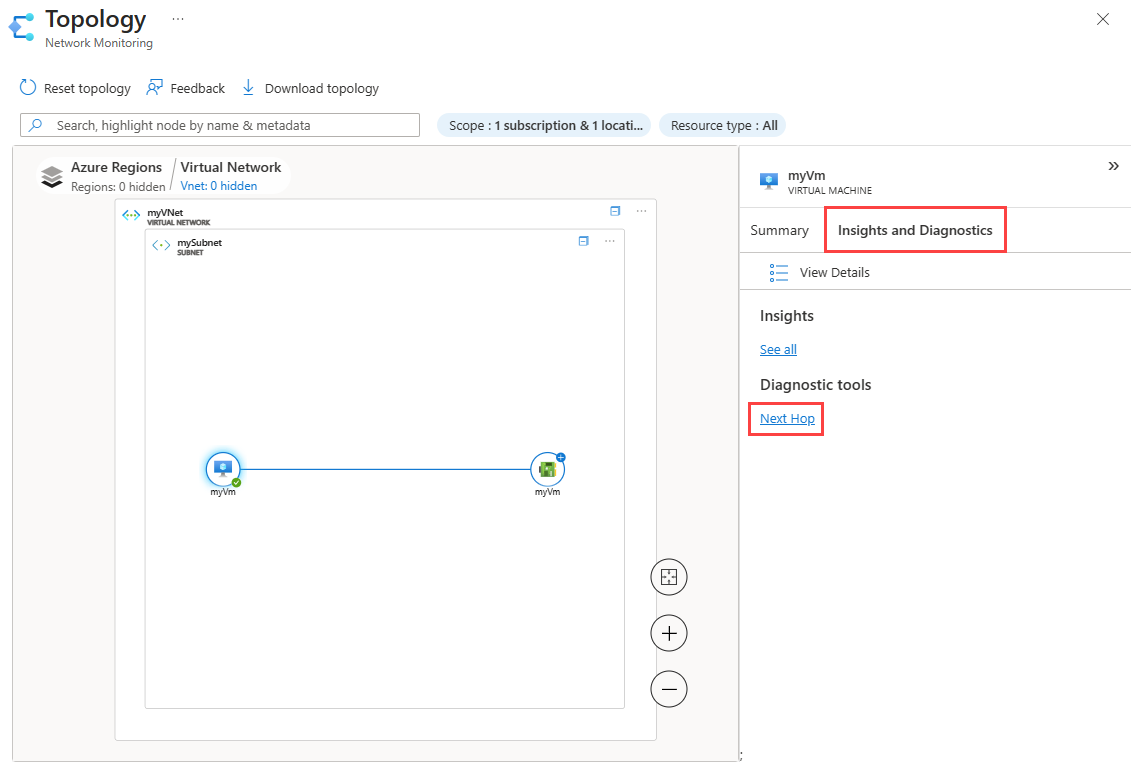 Topology
...
Network Monitoring
Reset topology
Feedback
Download topology
Search, highlight node by name & metadata
Scope : 1 subscription & 1 locati...
Resource type : All
Azure Regions
Regions: 0 hidden
Virtual Network
Vnet: 0 hidden
myVNet
VIRTUAL NETWORK
...
mySubnet
SUBNET
...
myVm
myVm
myVm
VIRTUAL MACHINE
»
Summary
Insights and Diagnostics
View Details
Insights
See all
Diagnostic tools
Next Hop
;